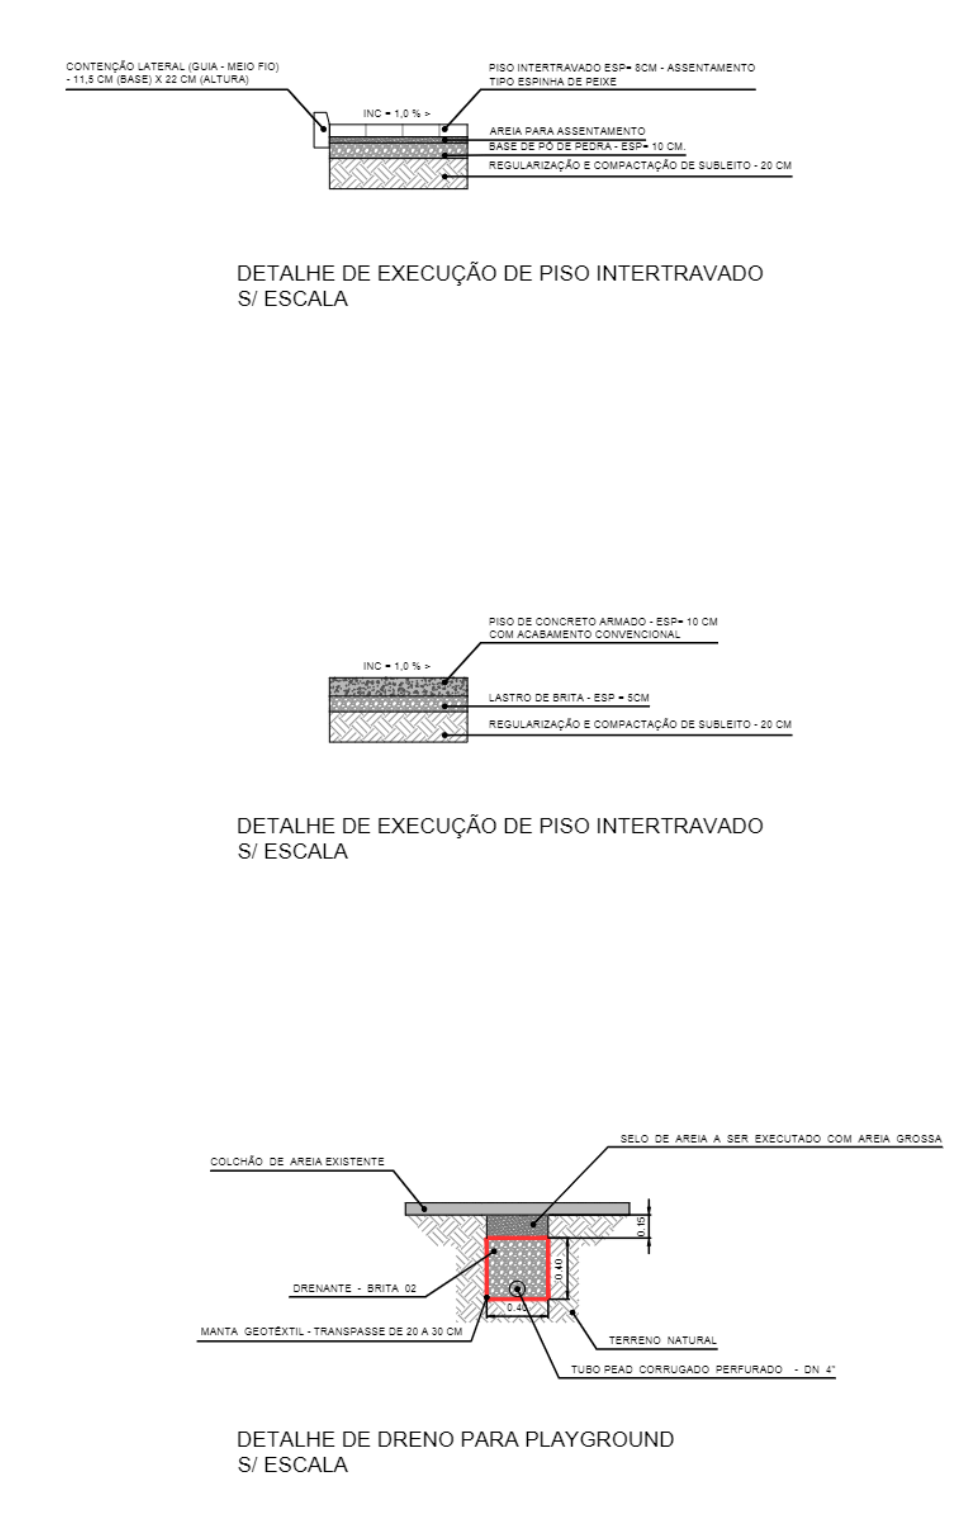 CONTENÇÃO LATERAL (GUIA - MEIO FIO)
- 11,5 CM (BASE) X 22 CM (ALTURA)
PISO INTERTRAVADO ESP= 8CM - ASSENTAMENTO
TIPO ESPINHA DE PEIXE
INC = 1,0 % >
AREIA PARA ASSENTAMENTO
BASE DE PÓ DE PEDRA - ESP= 10 CM.
REGULARIZAÇÃO E COMPACTAÇÃO DE SUBLEITO - 20 CM
DETALHE DE EXECUÇÃO DE PISO INTERTRAVADO
S/ ESCALA
PISO DE CONCRETO ARMADO - ESP= 10 CM
COM ACABAMENTO CONVENCIONAL
INC = 1,0 % >
LASTRO DE BRITA - ESP = 5CM
REGULARIZAÇÃO E COMPACTAÇÃO DE SUBLEITO - 20 CM
DETALHE DE EXECUÇÃO DE PISO INTERTRAVADO
S/ ESCALA
SELO DE AREIA A SER EXECUTADO COM AREIA GROSSA
COLCHÃO DE AREIA EXISTENTE
0.15
0.40
DRENANTE - BRITA 02
0.40
MANTA GEOTÊXTIL - TRANSPASSE DE 20 A 30 CM
TERRENO NATURAL
TUBO PEAD CORRUGADO PERFURADO - DN 4"
DETALHE DE DRENO PARA PLAYGROUND
S/ ESCALA